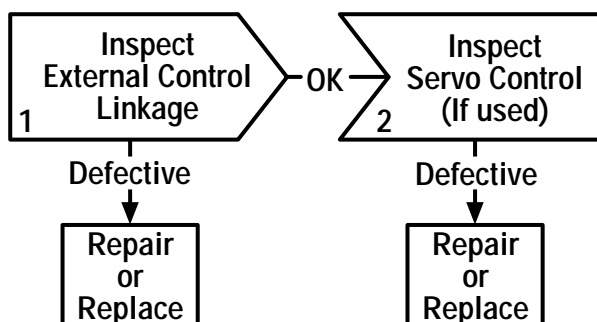 Inspect
External Control
Linkage
1
OK
Inspect
Servo Control
(If used)
2
Defective
Defective
Repair
or
Replace
Repair
or
Replace